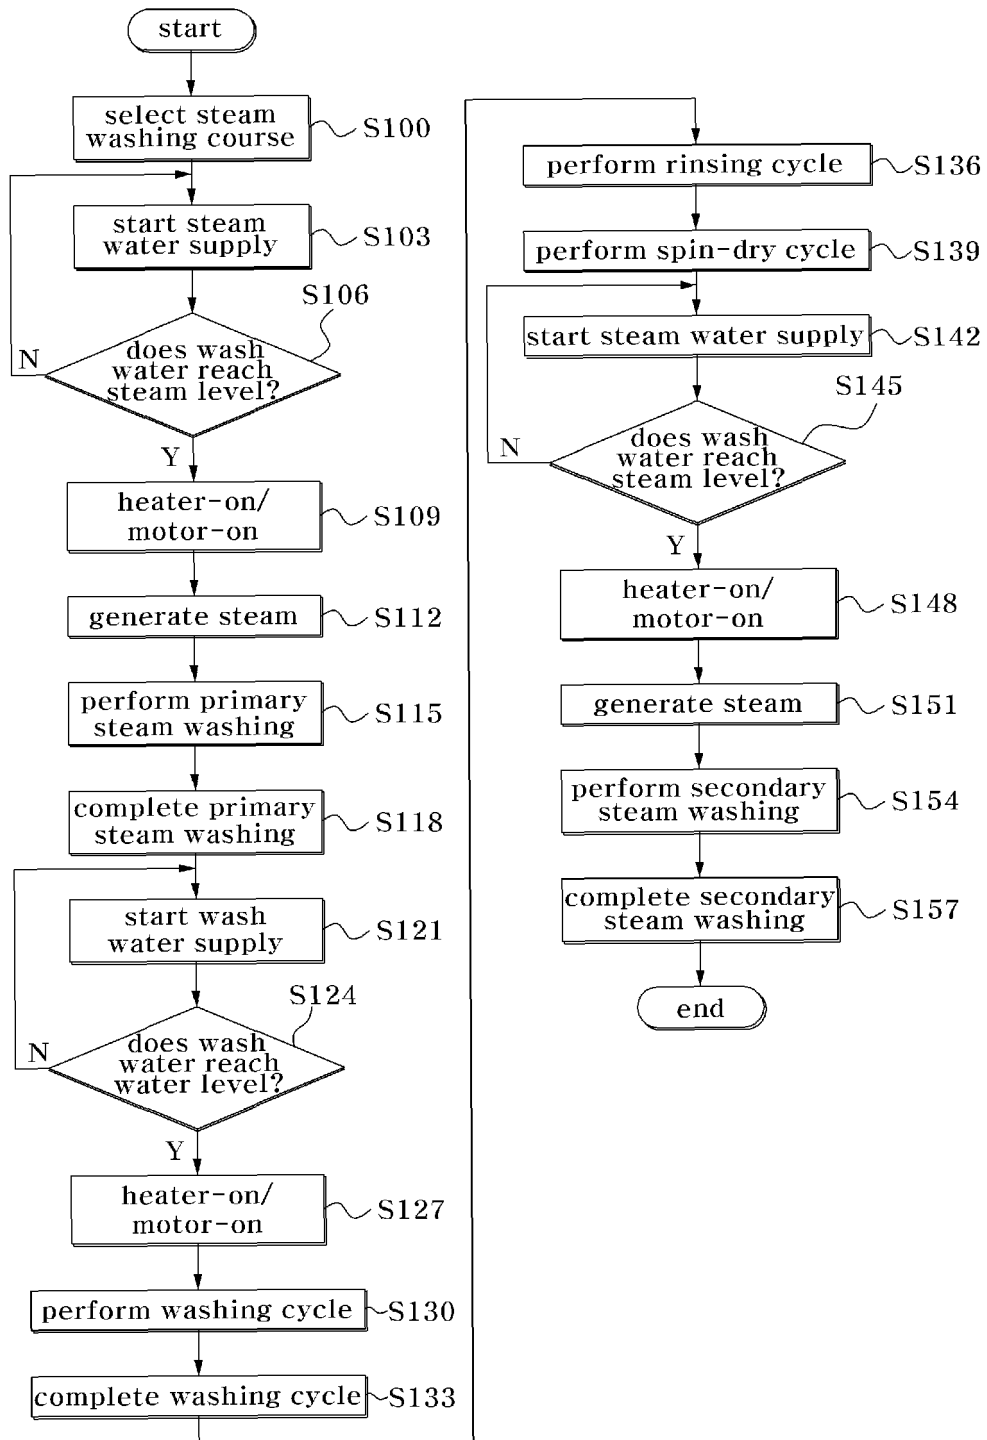 start
select steam
washing course
S100
start steam
water supply
S103
S106
does wash
water reach
steam level?
N
Y
heater-on/
motor-on
S109
generate steam
S112
perform primary
steam washing
S115
complete primary
steam washing
S118
start wash
water supply
S121
S124
does wash
water reach
water level?
N
Y
heater-on/
motor-on
S127
perform washing cycle
S130
complete washing cycle
S133
perform rinsing cycle
S136
perform spin-dry cycle
S139
start steam water supply
S142
S145
does wash
water reach
steam level?
N
Y
heater-on/
motor-on
S148
generate steam
S151
perform secondary
steam washing
S154
complete secondary
steam washing
S157
end